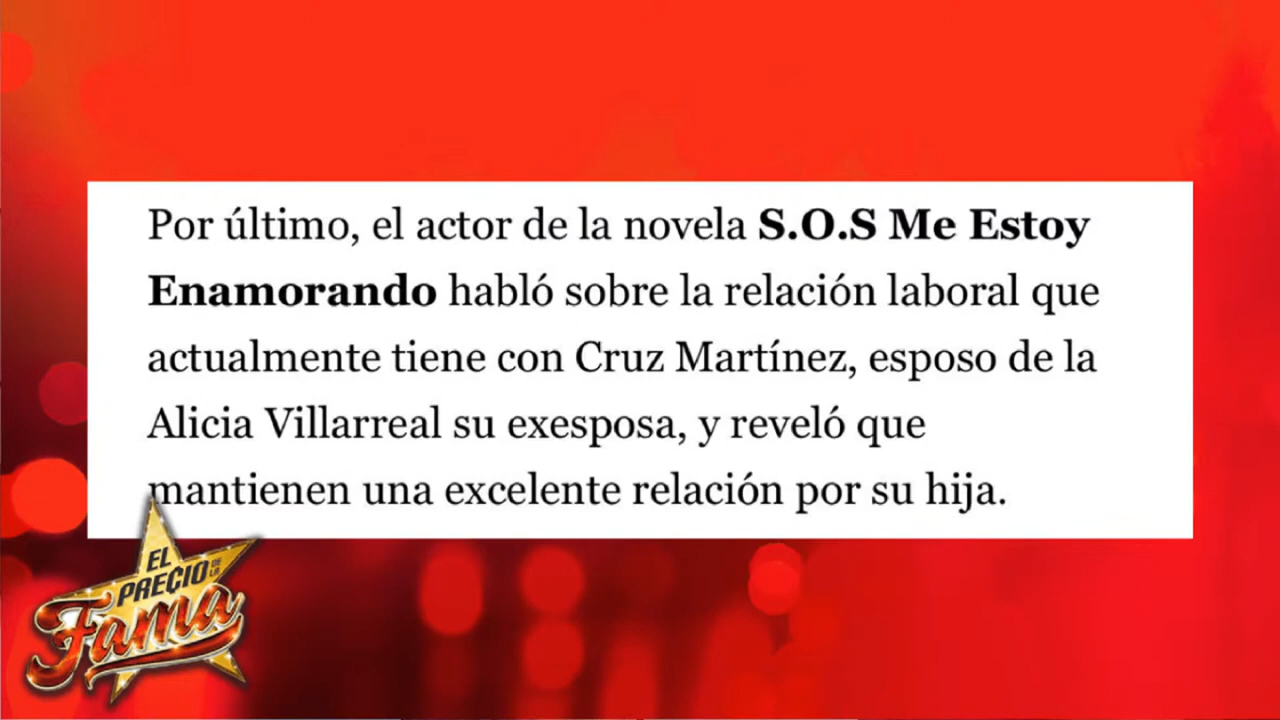 Por último, el actor de la novela S.O.S Me Estoy
Enamorando habló sobre la relación laboral que
actualmente tiene con Cruz Martínez, esposo de la
Alicia Villarreal su exesposa, y reveló que
mantienen una excelente relación por su hija.
EL
PRECIO DE LA
Fama